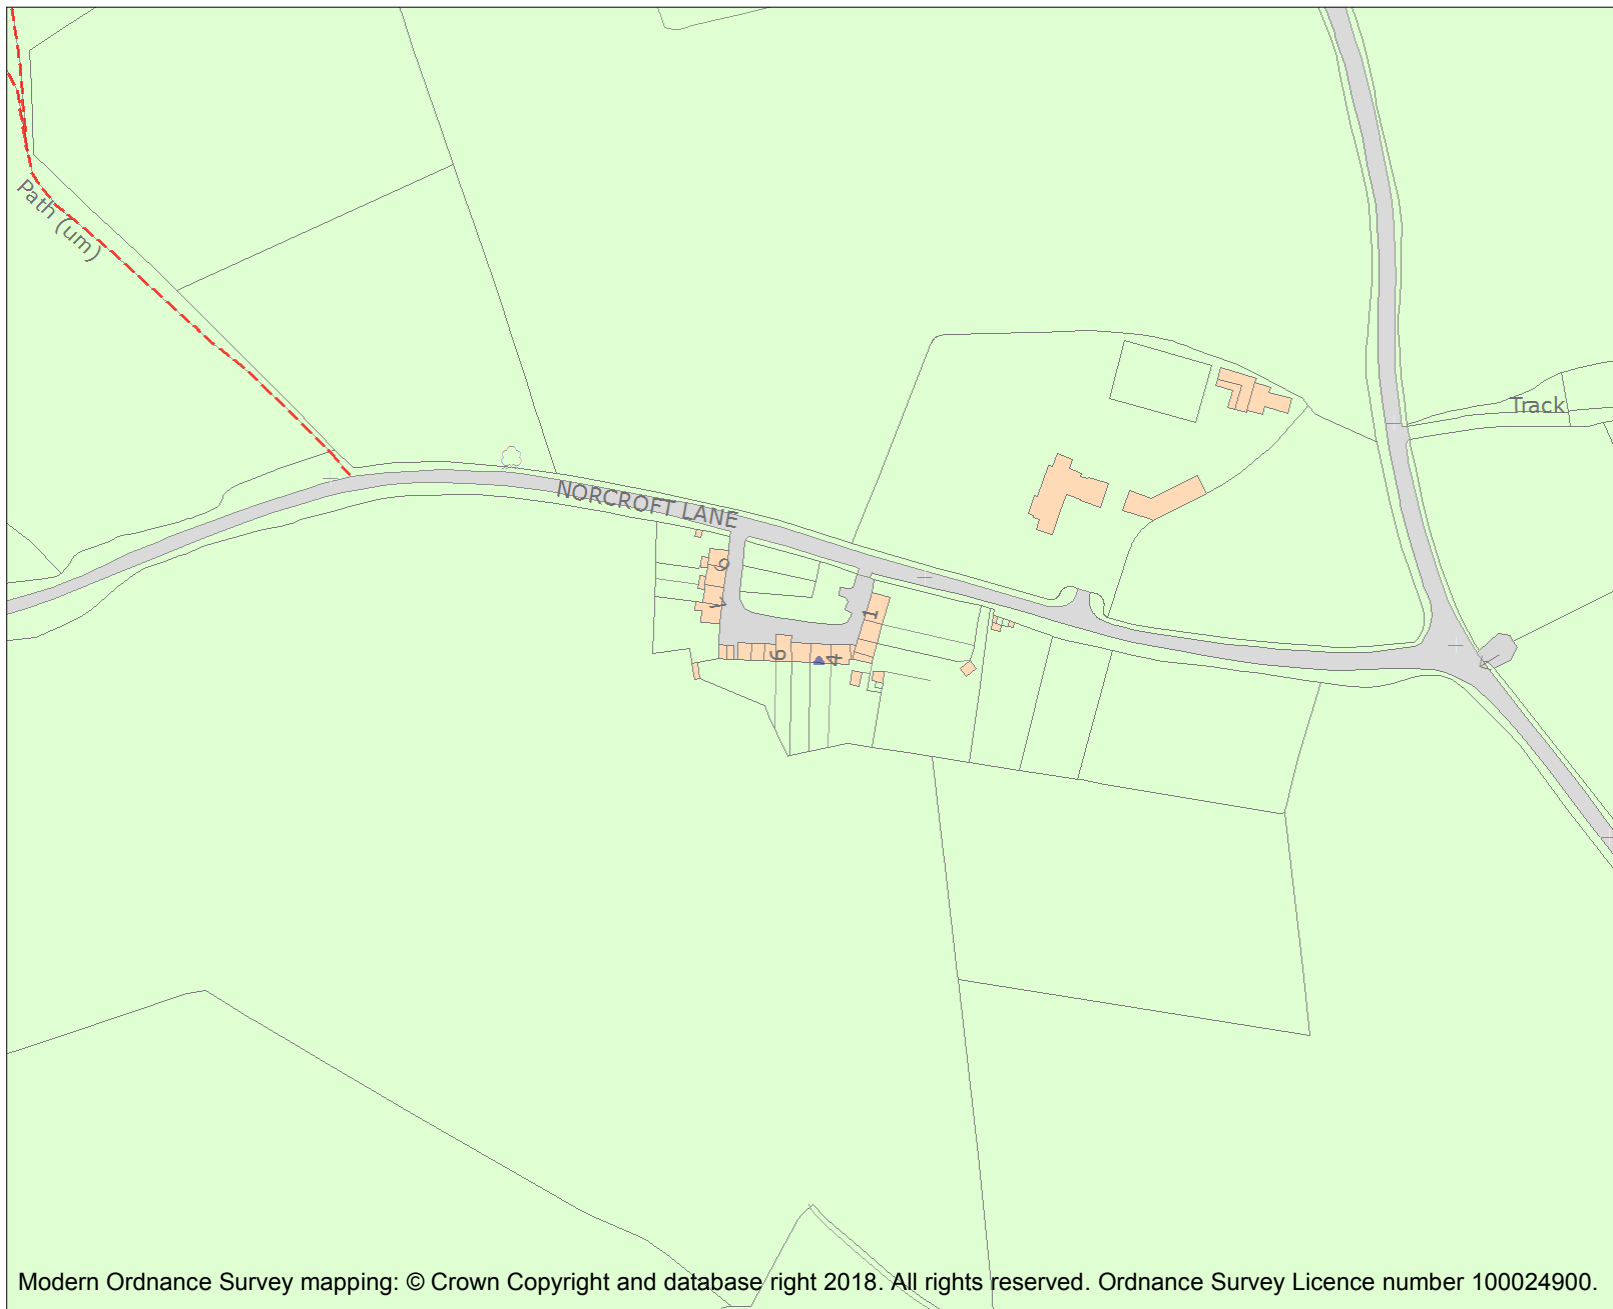 Path (um)
Track
NORCROFT LANE
9
7
1
6
4
Modern Ordnance Survey mapping: © Crown Copyright and database right 2018. All rights reserved. Ordnance Survey Licence number 100024900.